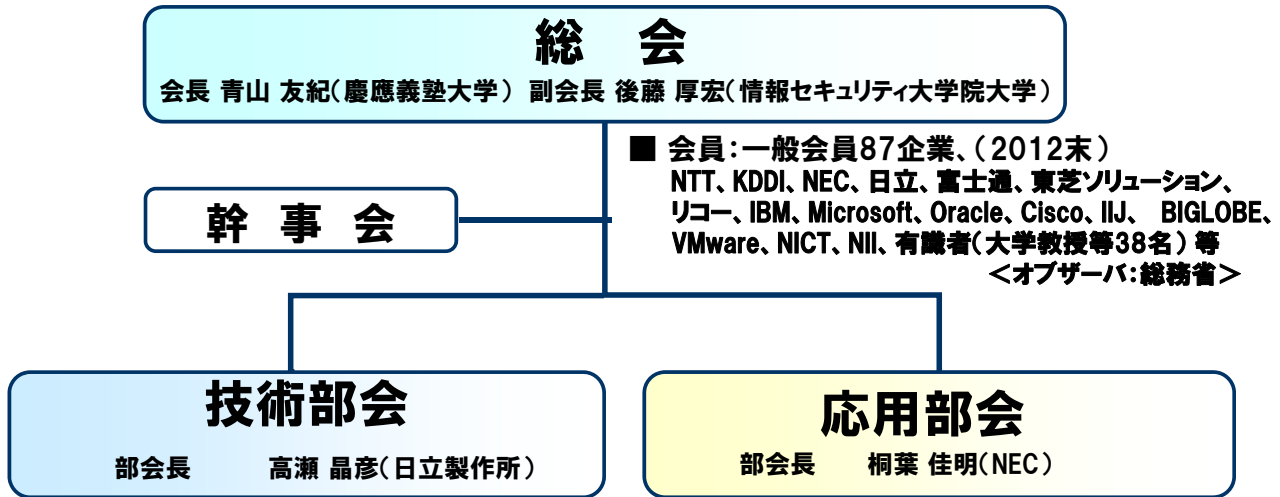 総 会
会長 青山 友紀(慶應義塾大学) 副会長 後藤 厚宏(情報セキュリティ大学院大学)
■ 会員:一般会員87企業、(2012末)
NTT、KDDI、NEC、日立、富士通、東芝ソリューション、
リコー、IBM、Microsoft、Oracle、Cisco、IIJ、 BIGLOBE、
VMware、NICT、NII、有識者(大学教授等38名) 等
<オブザーバ:総務省>
幹 事 会
技術部会
部会長 高瀬 晶彦(日立製作所)
応用部会
部会長 桐葉 佳明(NEC)